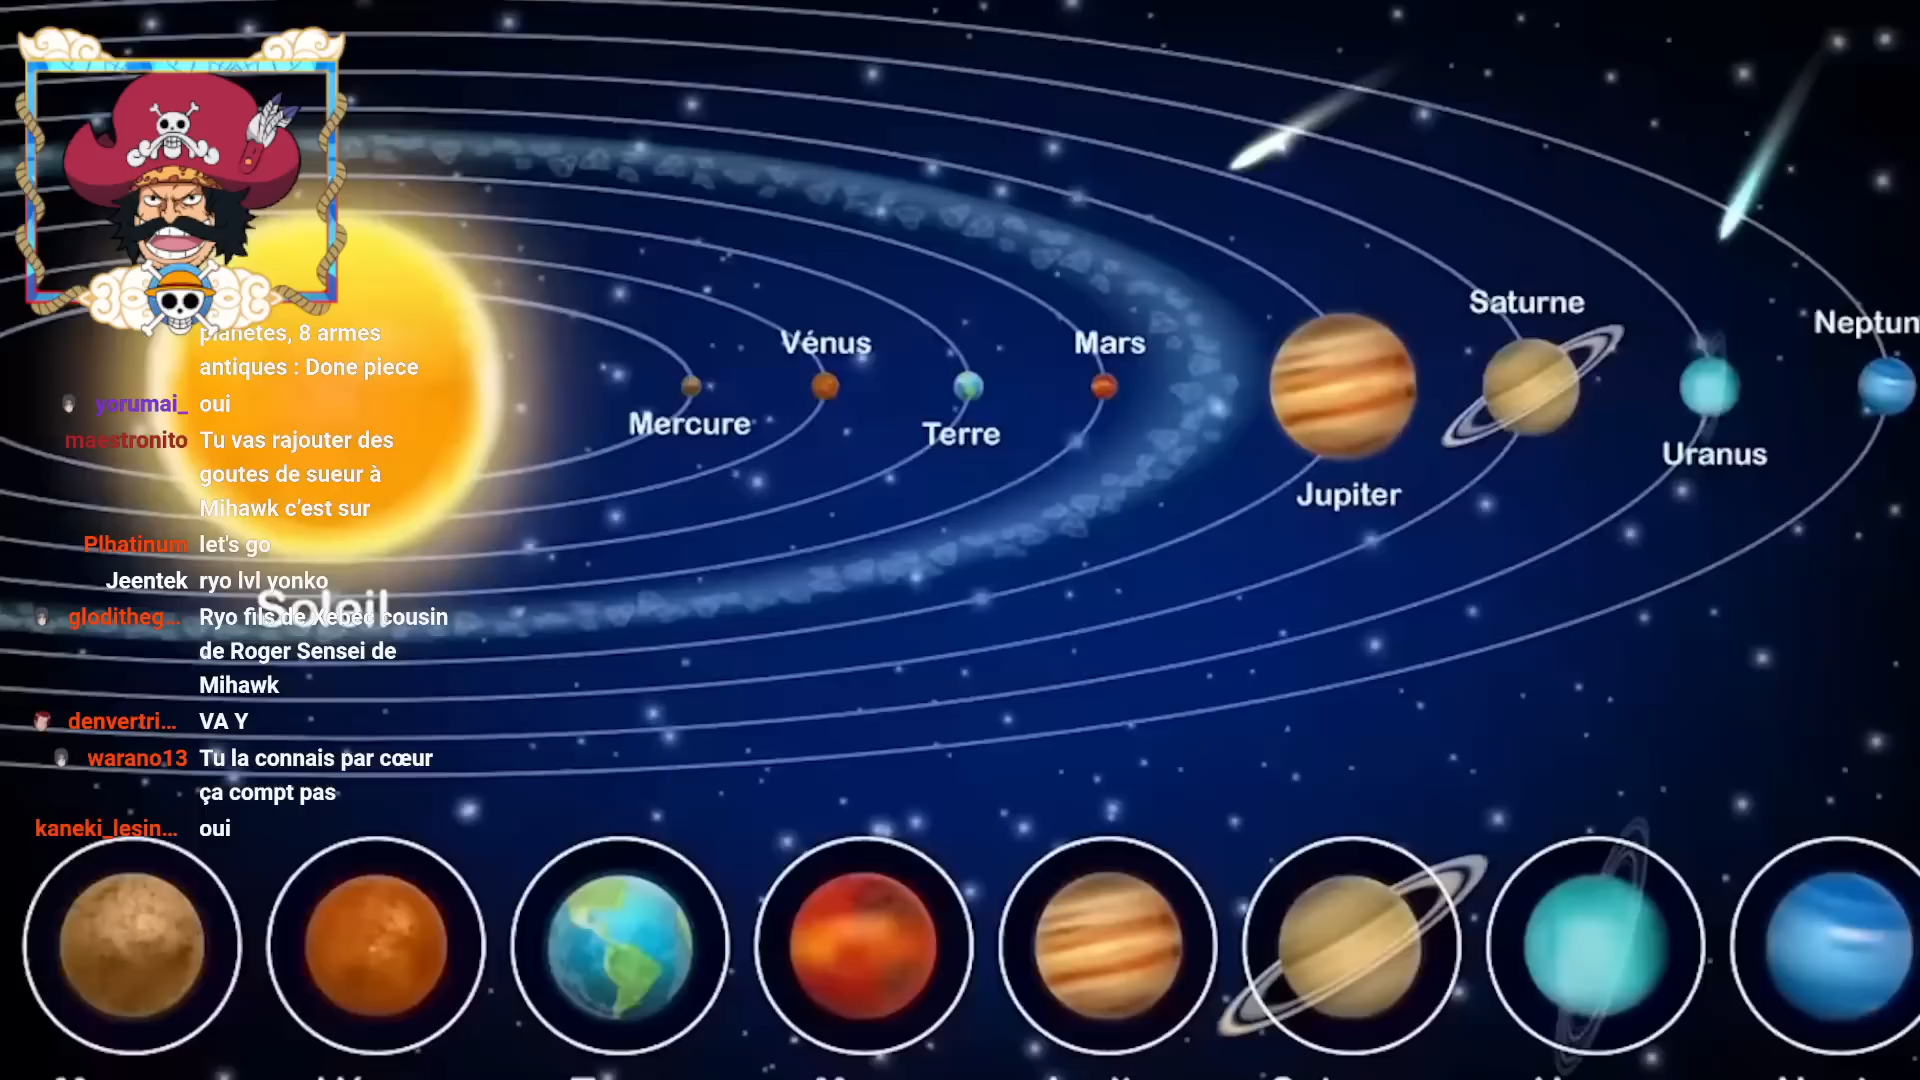 Saturne
Neptun
Vénus
Mars
Mercure
Terre
Uranus
Jupiter
Soleil
planètes, 8 armes
antiques : Done piece
yorumai_ oui
maestronito Tu vas rajouter des
goutes de sueur à
Mihawk c’est sur
Plhatinum let's go
Jeentek ryo lvl yonko
gloditheg... Ryo fils de Xebec cousin
de Roger Sensei de
Mihawk
denvertri... VA Y
warano13 Tu la connais par cœur
ça compt pas
kaneki_lesin... oui